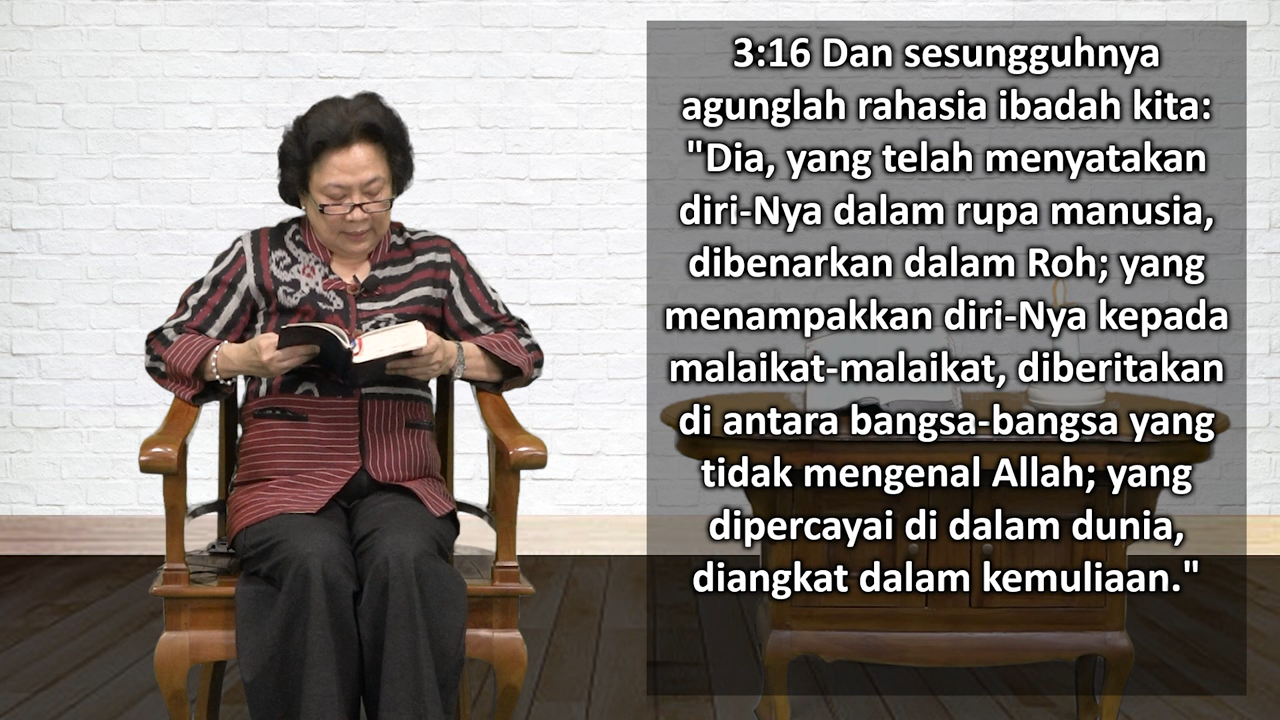 3:16 Dan sesungguhnya
agunglah rahasia ibadah kita:
"Dia, yang telah menyatakan
diri-Nya dalam rupa manusia,
dibenarkan dalam Roh; yang
menampakkan diri-Nya kepada
malaikat-malaikat, diberitakan
di antara bangsa-bangsa yang
tidak mengenal Allah; yang
dipercayai di dalam dunia,
diangkat dalam kemuliaan."